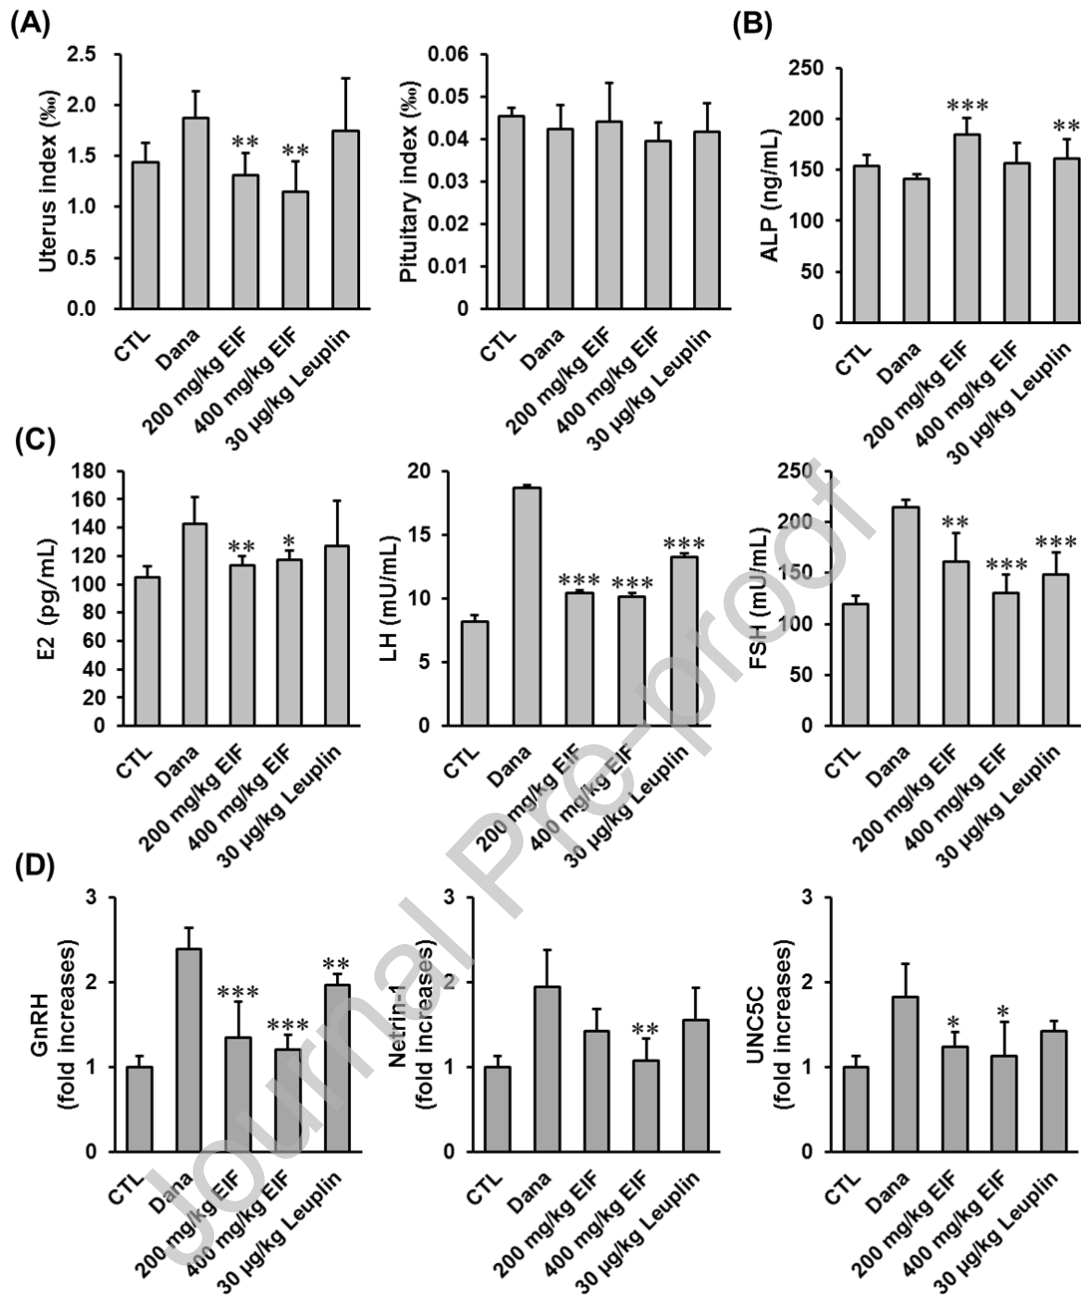 (A)
Uterus index (‰)
2.5
2.0
1.5
1.0
0.5
0.0
**
**
CTL
Dana
200 mg/kg EIF
400 mg/kg EIF
30 µg/kg Leuplin
Pituitary index (‰)
0.06
0.05
0.04
0.03
0.02
0.01
0
CTL
Dana
200 mg/kg EIF
400 mg/kg EIF
30 µg/kg Leuplin
(B)
ALP (ng/mL)
250
200
150
100
50
0
***
**
CTL
Dana
200 mg/kg EIF
400 mg/kg EIF
30 µg/kg Leuplin
(C)
E2 (pg/mL)
180
160
140
120
100
80
60
40
20
0
**
*
CTL
Dana
200 mg/kg EIF
400 mg/kg EIF
30 µg/kg Leuplin
LH (mU/mL)
20
15
10
5
0
***
***
***
CTL
Dana
200 mg/kg EIF
400 mg/kg EIF
30 µg/kg Leuplin
FSH (mU/mL)
250
200
150
100
50
0
**
***
***
CTL
Dana
200 mg/kg EIF
400 mg/kg EIF
30 µg/kg Leuplin
(D)
GnRH
(fold increases)
3
2
1
0
***
***
**
CTL
Dana
200 mg/kg EIF
400 mg/kg EIF
30 µg/kg Leuplin
Netrin-1
(fold increases)
3
2
1
0
**
CTL
Dana
200 mg/kg EIF
400 mg/kg EIF
30 µg/kg Leuplin
UNC5C
(fold increases)
3
2
1
0
*
*
CTL
Dana
200 mg/kg EIF
400 mg/kg EIF
30 µg/kg Leuplin
Journal Pre-proof